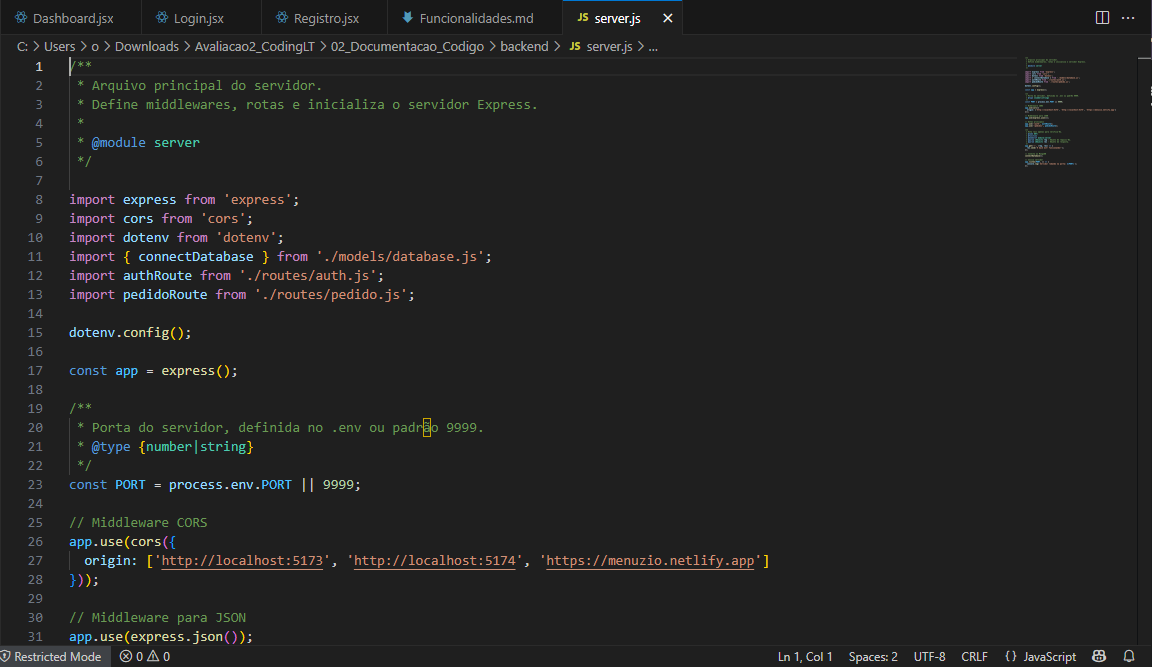 Dashboard.jsx Login.jsx Registro.jsx Funcionalidades.md JS server.js
C: > Users > o > Downloads > Avaliacao2_CodingLT > 02_Documentacao_Codigo > backend > JS server.js > ...
1 /**
2  * Arquivo principal do servidor.
3  * Define middlewares, rotas e inicializa o servidor Express.
4  *
5  * @module server
6  */
7
8 import express from 'express';
9 import cors from 'cors';
10 import dotenv from 'dotenv';
11 import { connectDatabase } from './models/database.js';
12 import authRoute from './routes/auth.js';
13 import pedidoRoute from './routes/pedido.js';
14
15 dotenv.config();
16
17 const app = express();
18
19 /**
20  * Porta do servidor, definida no .env ou padrão 9999.
21  * @type {number|string}
22  */
23 const PORT = process.env.PORT || 9999;
24
25 // Middleware CORS
26 app.use(cors({
27   origin: ['http://localhost:5173', 'http://localhost:5174', 'https://menuzio.netlify.app']
28 }));
29
30 // Middleware para JSON
31 app.use(express.json());
Restricted Mode 0 0 Ln 1, Col 1 Spaces: 2 UTF-8 CRLF {} JavaScript